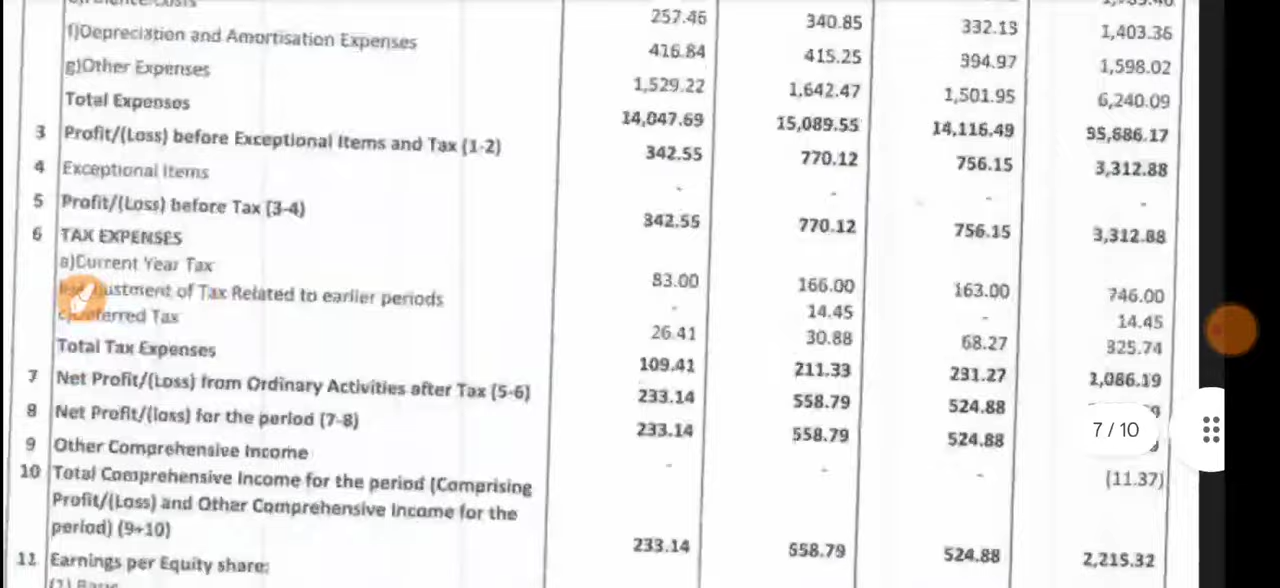 257.46 340.85 332.13 1,403.36
f)Depreciation and Amortisation Expenses 416.84 415.25 394.97 1,598.02
g)Other Expenses 1,529.22 1,642.47 1,501.95 6,240.09
Total Expenses 14,047.69 15,089.55 14,116.49
3 Profit/(Loss) before Exceptional Items and Tax (1-2) 342.55 770.12 756.15 3,312.88
4 Exceptional Items - - - -
5 Profit/(Loss) before Tax (3-4) 342.55 770.12 756.15 3,312.88
6 TAX EXPENSES
a)Current Year Tax 83.00 166.00 163.00 746.00
of Tax Related to earlier periods - 14.45 - 14.45
Tax 26.41 30.88 68.27 325.74
Total Tax Expenses 109.41 211.33 231.27 1,086.19
7 Net Profit/(Loss) from Ordinary Activities after Tax (5-6) 233.14 558.79 524.88
8 Net Profit/(loss) for the period (7-8) 233.14 558.79 524.88
7 / 10
9 Other Comprehensive Income - - - (11.37)
10 Total Comprehensive Income for the period (Comprising
Profit/(Loss) and Other Comprehensive Income for the
period) (9+10) 233.14 558.79 524.88 2,215.32
11 Earnings per Equity share: